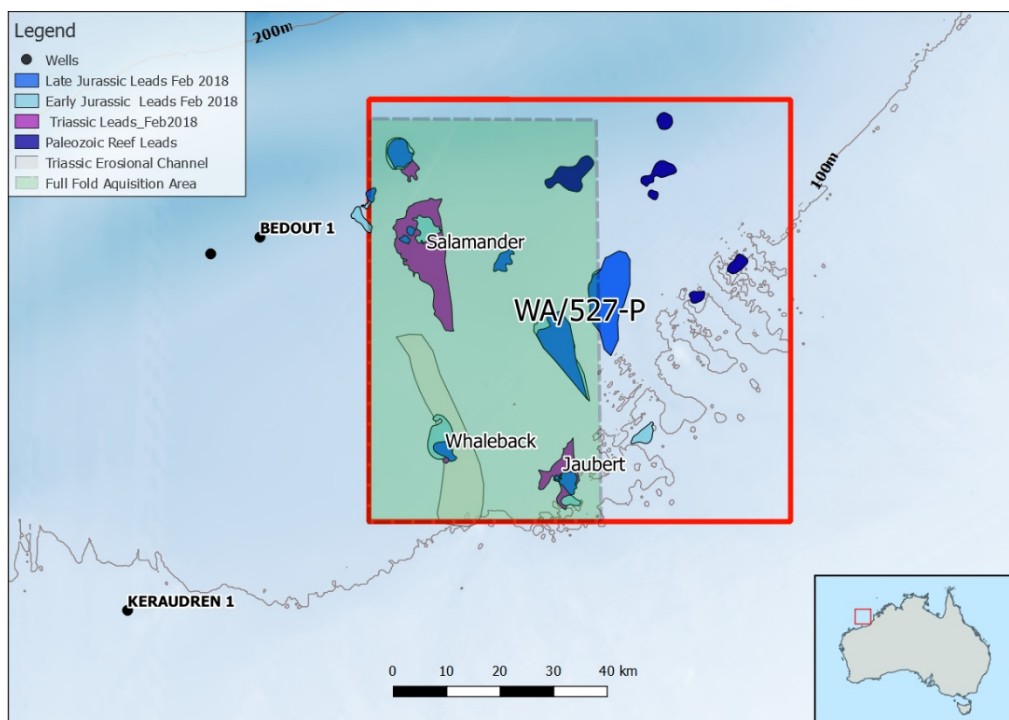 Legend
Wells
Late Jurassic Leads Feb 2018
Early Jurassic Leads Feb 2018
Triassic Leads_Feb2018
Paleozoic Reef Leads
Triassic Erosional Channel
Full Fold Aquisition Area
200m
100m
BEDOUT 1
Salamander
WA/527-P
Whaleback
Jaubert
KERAUDREN 1
0 10 20 30 40 km